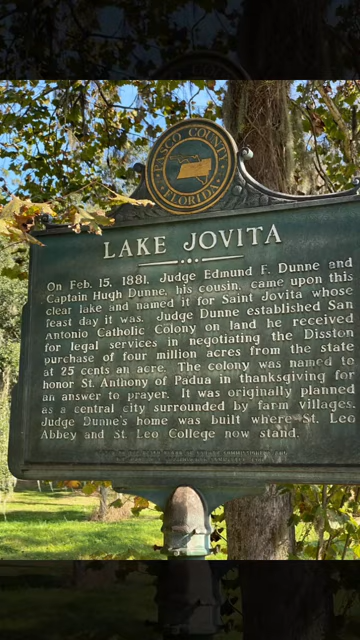 PASCO COUNTY
FLORIDA
LAKE JOVITA
On Feb. 15, 1881, Judge Edmund F. Dunne and
Captain Hugh Dunne, his cousin, came upon this
clear lake and named it for Saint Jovita whose
feast day it was. Judge Dunne established San
Antonio Catholic Colony on land he received
for legal services in negotiating the Disston
purchase of four million acres from the state
at 25 cents an acre. The colony was named to
honor St. Anthony of Padua in thanksgiving for
an answer to prayer. It was originally planned
as a central city surrounded by farm villages.
Judge Dunne's home was built where St. Leo
Abbey and St. Leo College now stand.